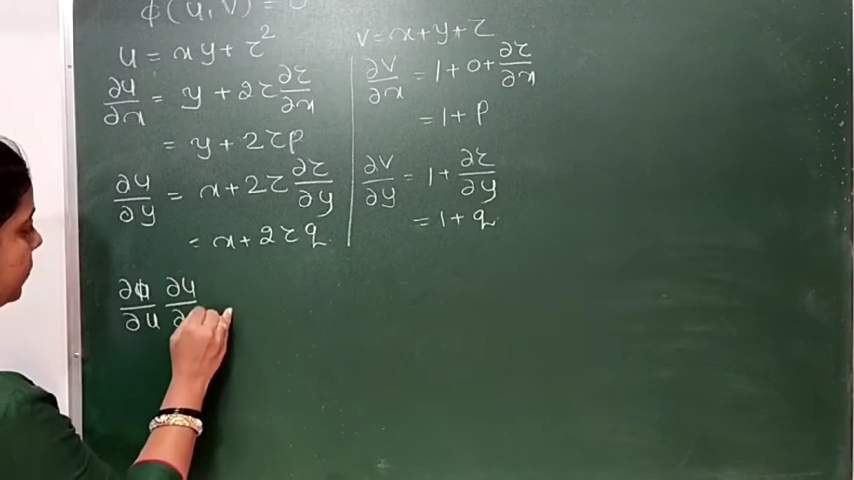 ϕ(u,v) = 0
u = xy + z²
∂u/∂x = y + 2z ∂z/∂x
= y + 2zp
∂u/∂y = x + 2z ∂z/∂y
= x + 2zq
v = x + y + z
∂v/∂x = 1 + 0 + ∂z/∂x
= 1 + p
∂v/∂y = 1 + ∂z/∂y
= 1 + q
∂ϕ/∂u ∂u/∂